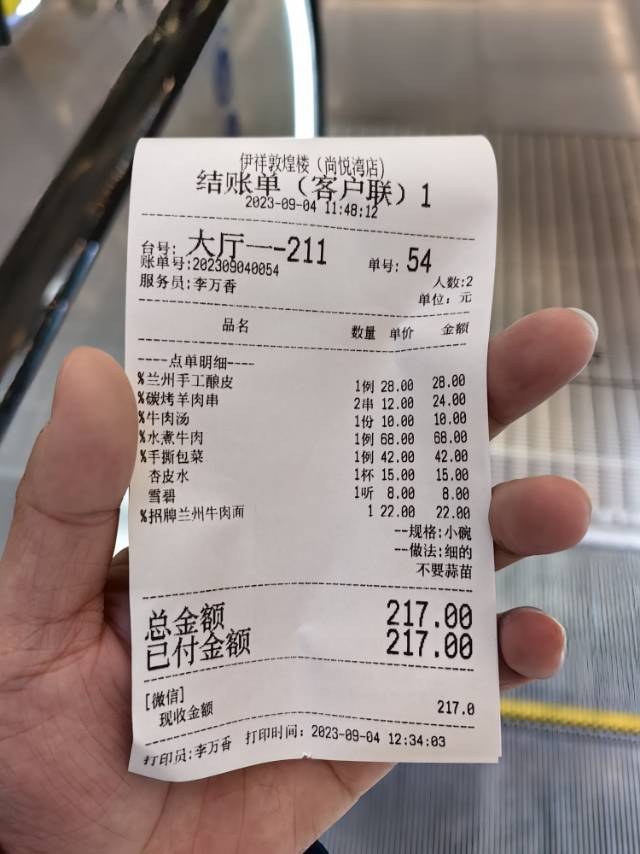 伊祥敦煌楼（尚悦湾店）
结账单（客户联）1
2023-09-04 11:48:12
台号: 大厅一-211 单号: 54
账单号:202309040054 人数:2
服务员:李万香 单位: 元
品名 数量 单价 金额
----点单明细----
%兰州手工酿皮 1例 28.00 28.00
%碳烤羊肉串 2串 12.00 24.00
%牛肉汤 1份 10.00 10.00
%水煮牛肉 1例 68.00 68.00
%手撕包菜 1例 42.00 42.00
杏皮水 1杯 15.00 15.00
雪碧 1听 8.00 8.00
%招牌兰州牛肉面 1 22.00 22.00
--规格:小碗
--做法:细的
不要蒜苗
总金额 217.00
已付金额 217.00
[微信]
现收金额 217.0
打印员:李万香 打印时间: 2023-09-04 12:34:03